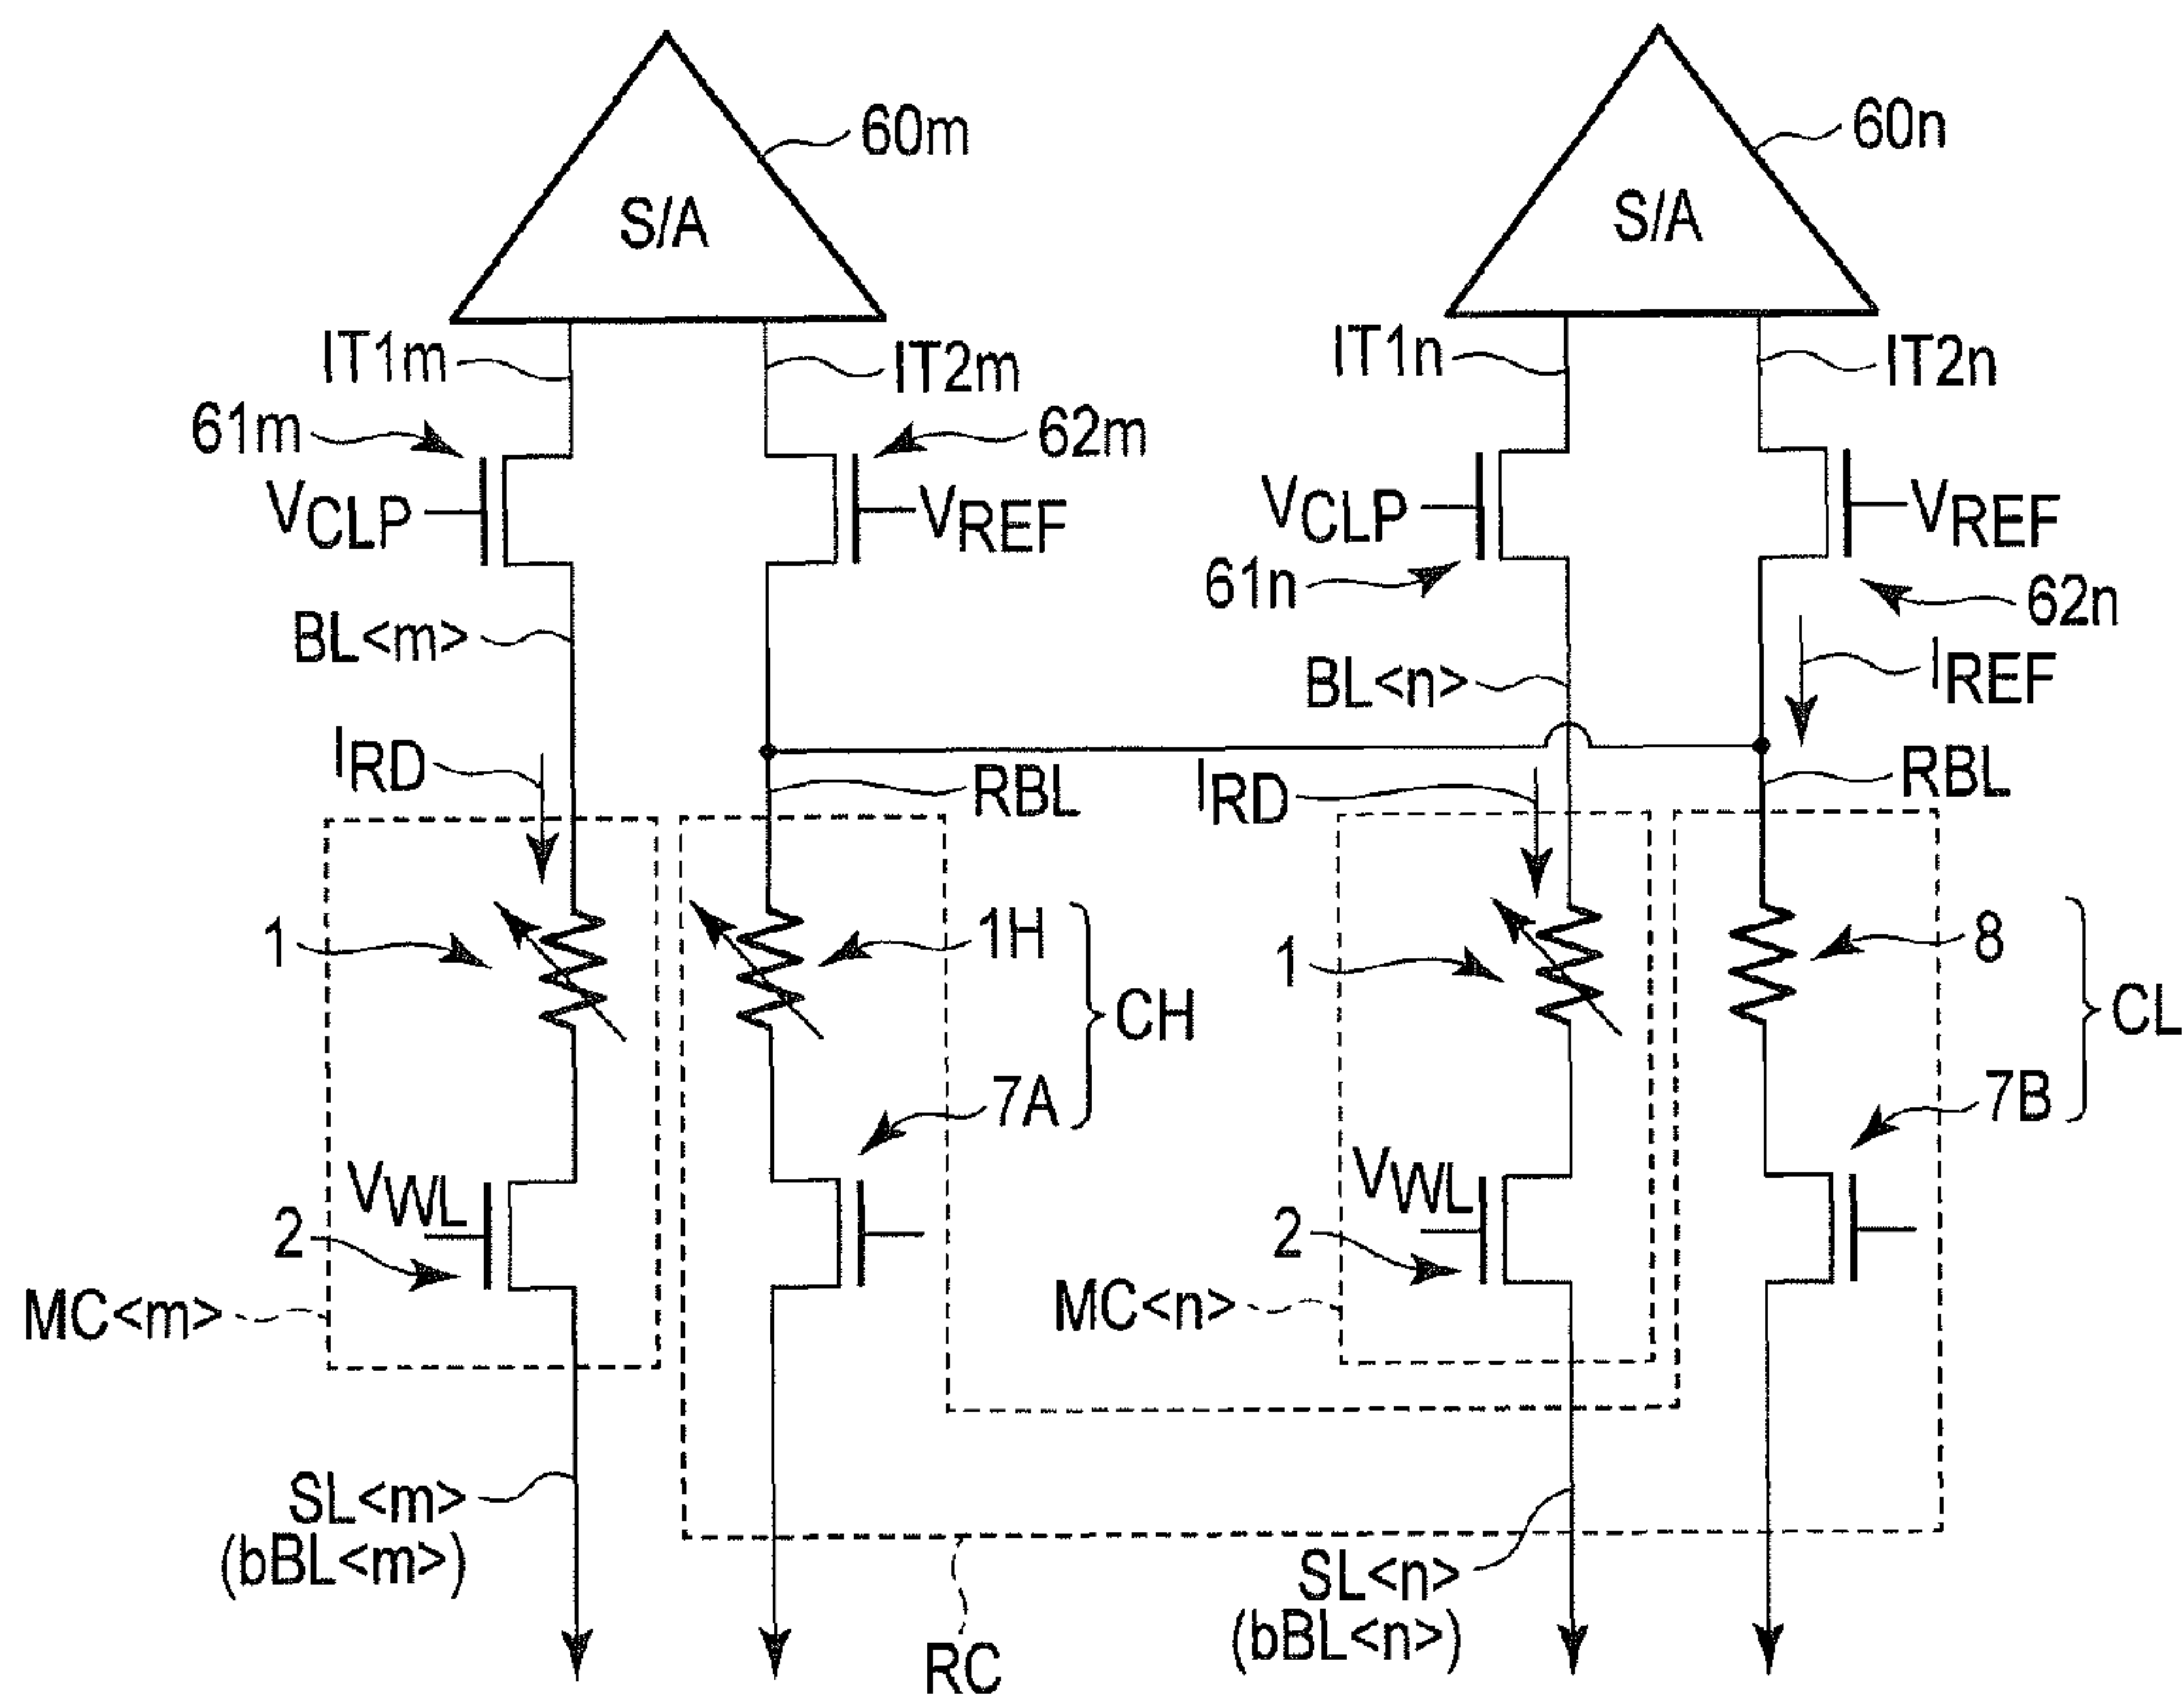 60m
S/A
60n
S/A
IT1m
IT2m
IT1n
IT2n
61m
62m
VCLP
VREF
VCLP
VREF
61n
62n
BL<m>
BL<n>
IREF
IRD
RBL
IRD
RBL
1
1H
CH
7A
1
8
CL
7B
VWL
2
VWL
2
MC<m>
MC<n>
SL<m>
(bBL<m>)
SL<n>
(bBL<n>)
RC